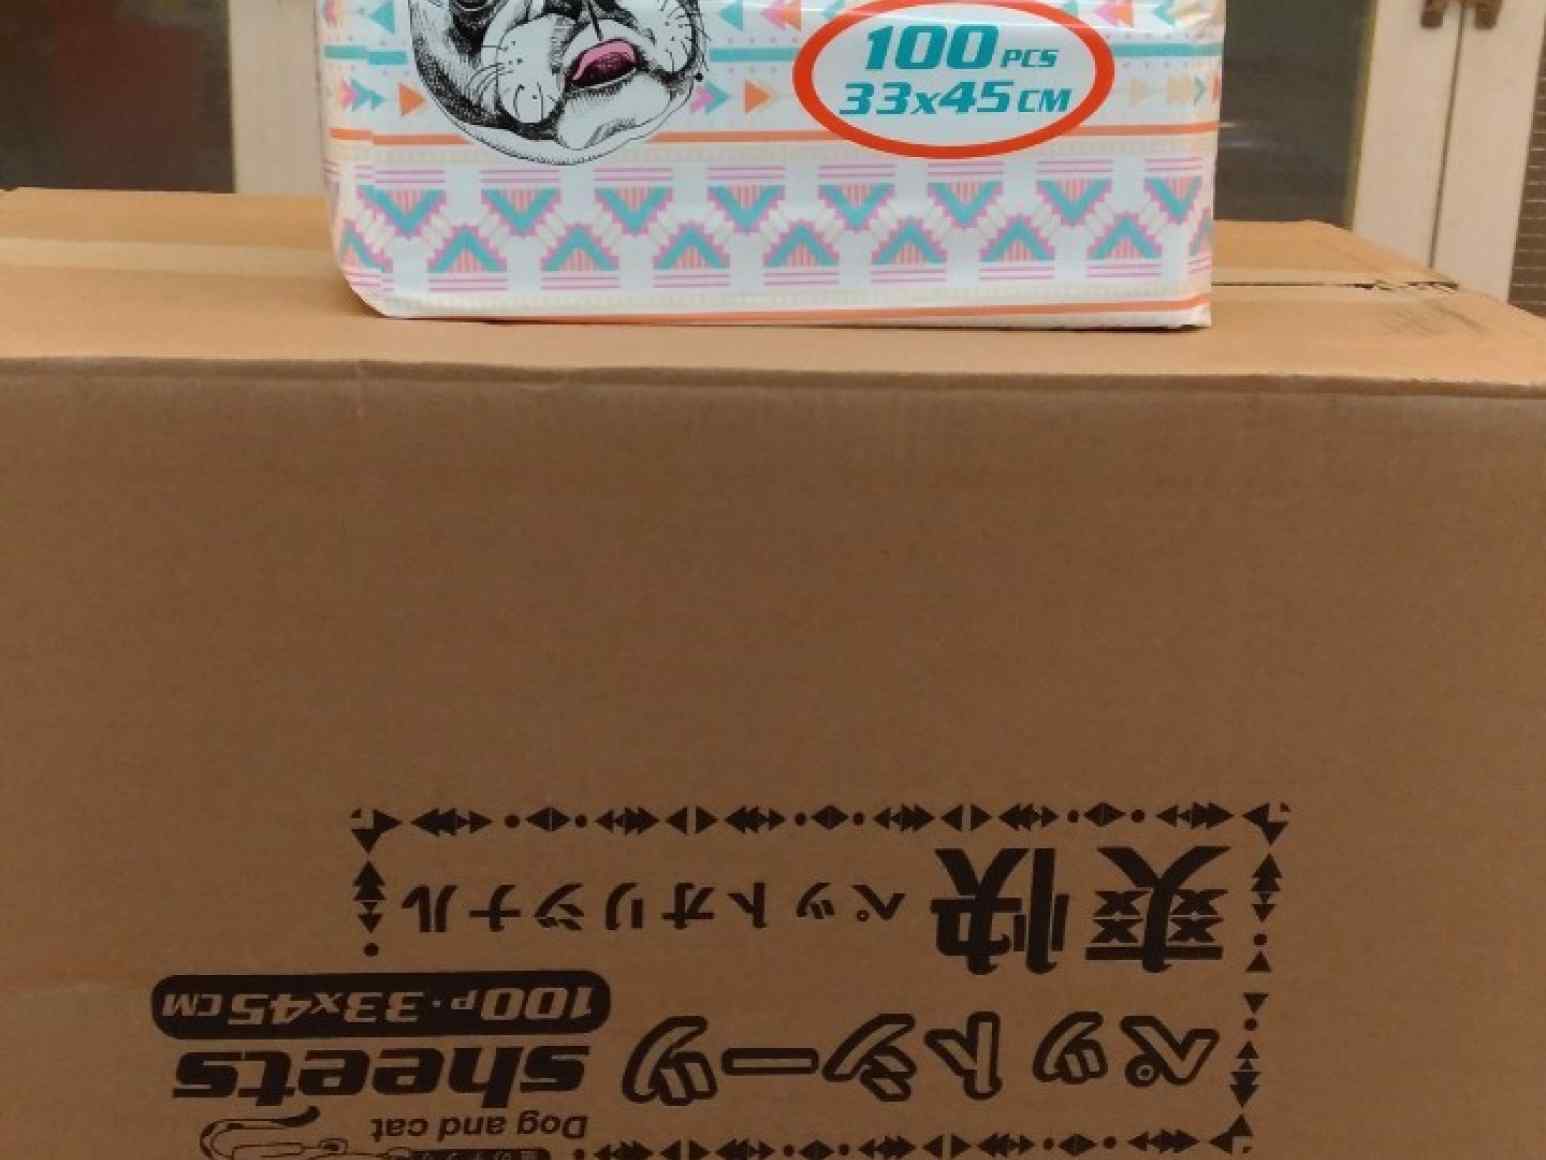 100 PCS
33x45 CM
爽快 ペットオリジナル
ペットシーツ
100P・33x45CM
sheets
Dog and cat